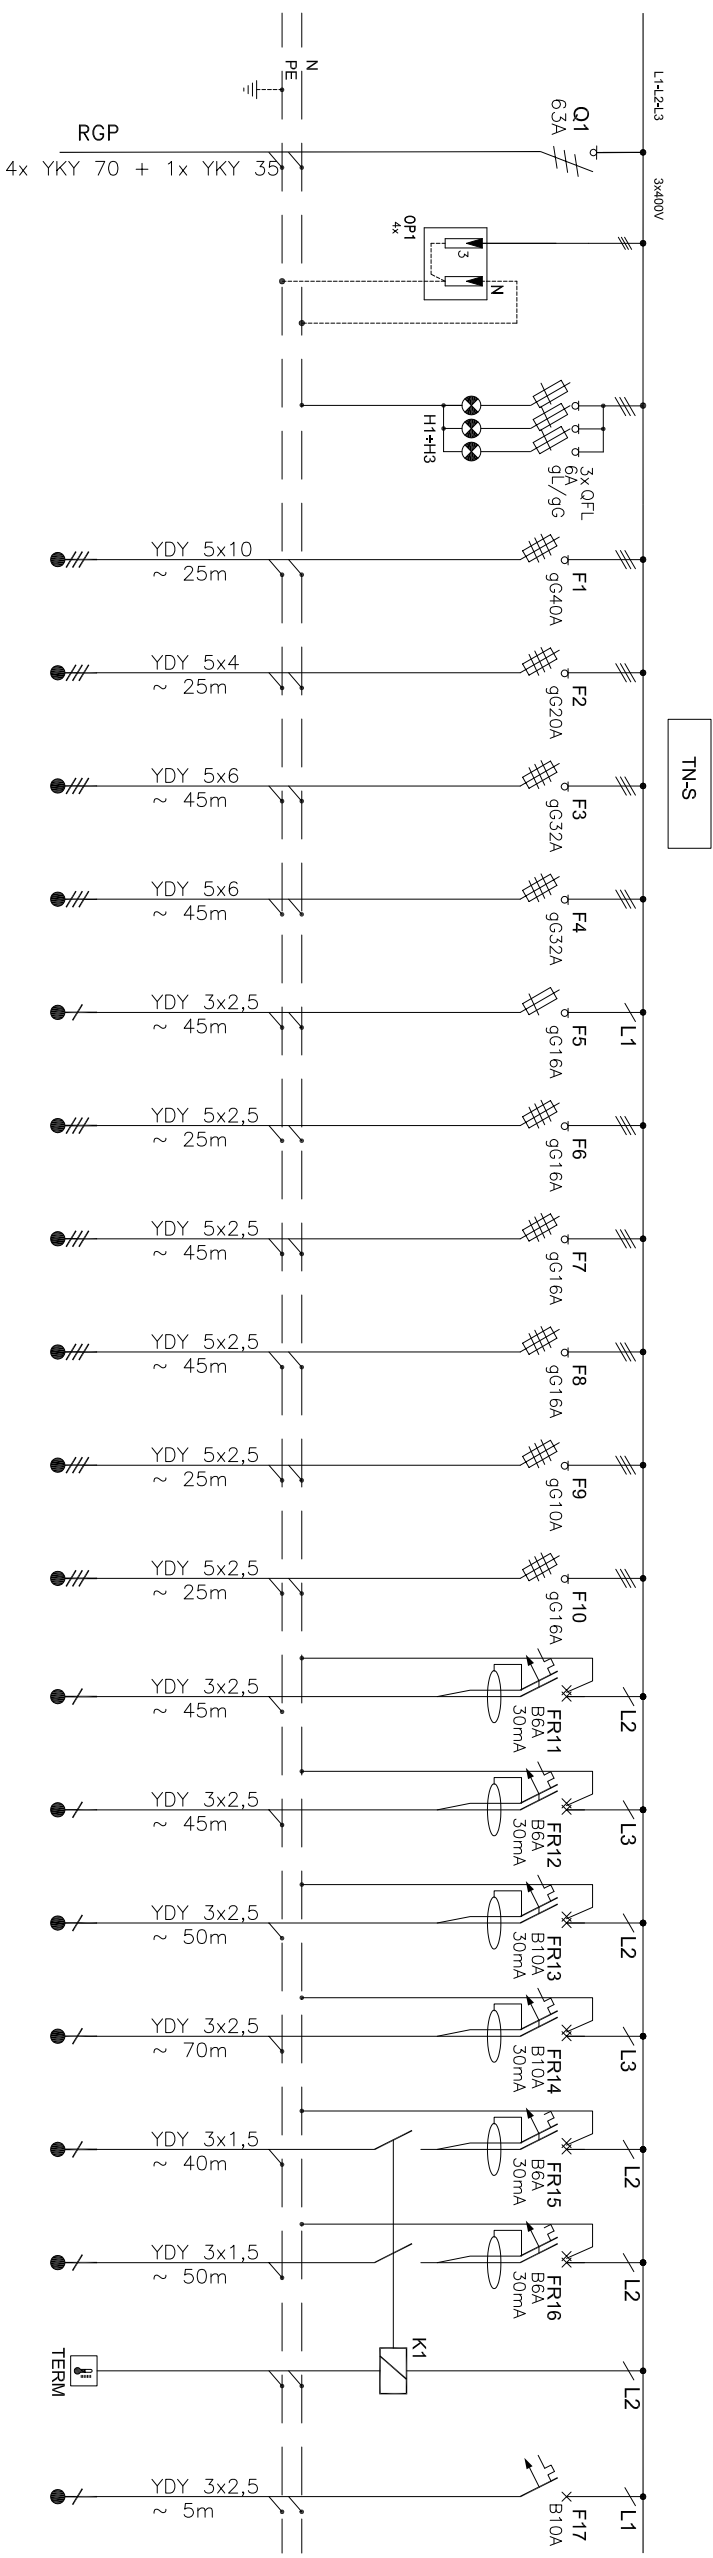 L1-L2-L3
3x400V
N
PE
Q1
63A
RGP
4x YKY 70 + 1x YKY 35
OP1
4x
3
N
H1÷H3
3xQFL
6A
gL/gG
F1
gG40A
YDY 5x10
~ 25m
F2
gG20A
YDY 5x4
~ 25m
TN-S
F3
gG32A
YDY 5x6
~ 45m
F4
gG32A
YDY 5x6
~ 45m
L1
F5
gG16A
YDY 3x2,5
~ 45m
F6
gG16A
YDY 5x2,5
~ 25m
F7
gG16A
YDY 5x2,5
~ 45m
F8
gG16A
YDY 5x2,5
~ 45m
F9
gG10A
YDY 5x2,5
~ 25m
F10
gG16A
YDY 5x2,5
~ 25m
L2
FR11
B6A
30mA
YDY 3x2,5
~ 45m
L3
FR12
B6A
30mA
YDY 3x2,5
~ 45m
L2
FR13
B10A
30mA
YDY 3x2,5
~ 50m
L3
FR14
B10A
30mA
YDY 3x2,5
~ 70m
L2
FR15
B6A
30mA
YDY 3x1,5
~ 40m
L2
FR16
B6A
30mA
YDY 3x1,5
~ 50m
K1
L2
TERM
L1
F17
B10A
YDY 3x2,5
~ 5m